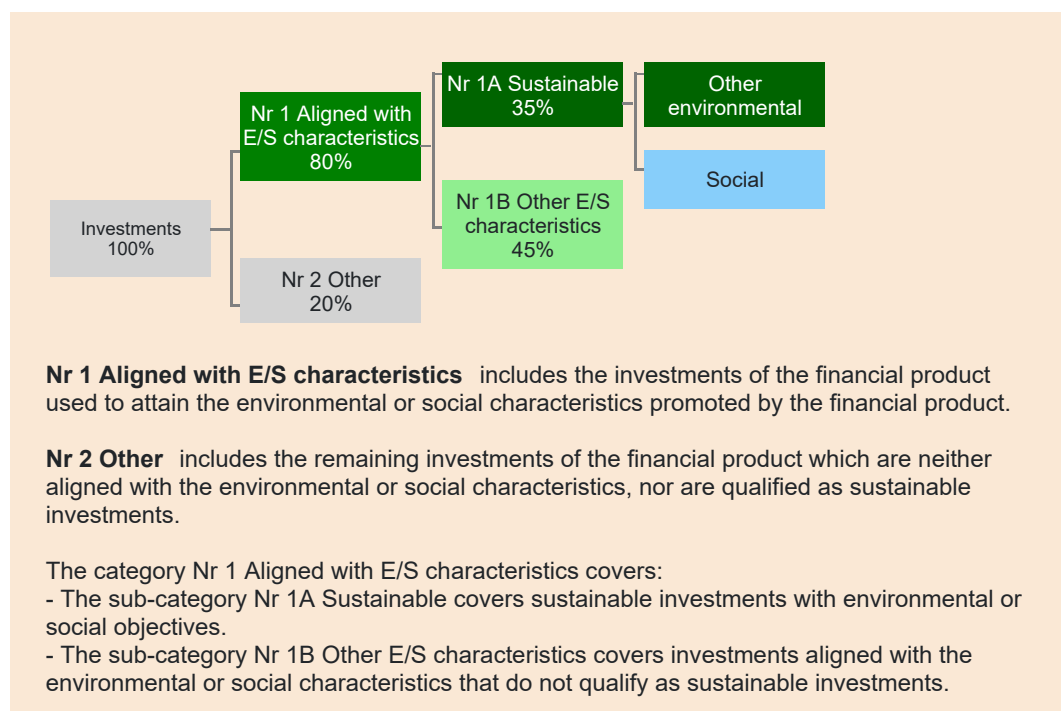 Investments
100%
Nr 1 Aligned with
E/S characteristics
80%
Nr 2 Other
20%
Nr 1A Sustainable
35%
Nr 1B Other E/S
characteristics
45%
Other
environmental
Social
Nr 1 Aligned with E/S characteristics includes the investments of the financial product
used to attain the environmental or social characteristics promoted by the financial product.
Nr 2 Other includes the remaining investments of the financial product which are neither
aligned with the environmental or social characteristics, nor are qualified as sustainable
investments.
The category Nr 1 Aligned with E/S characteristics covers:
- The sub-category Nr 1A Sustainable covers sustainable investments with environmental or
social objectives.
- The sub-category Nr 1B Other E/S characteristics covers investments aligned with the
environmental or social characteristics that do not qualify as sustainable investments.